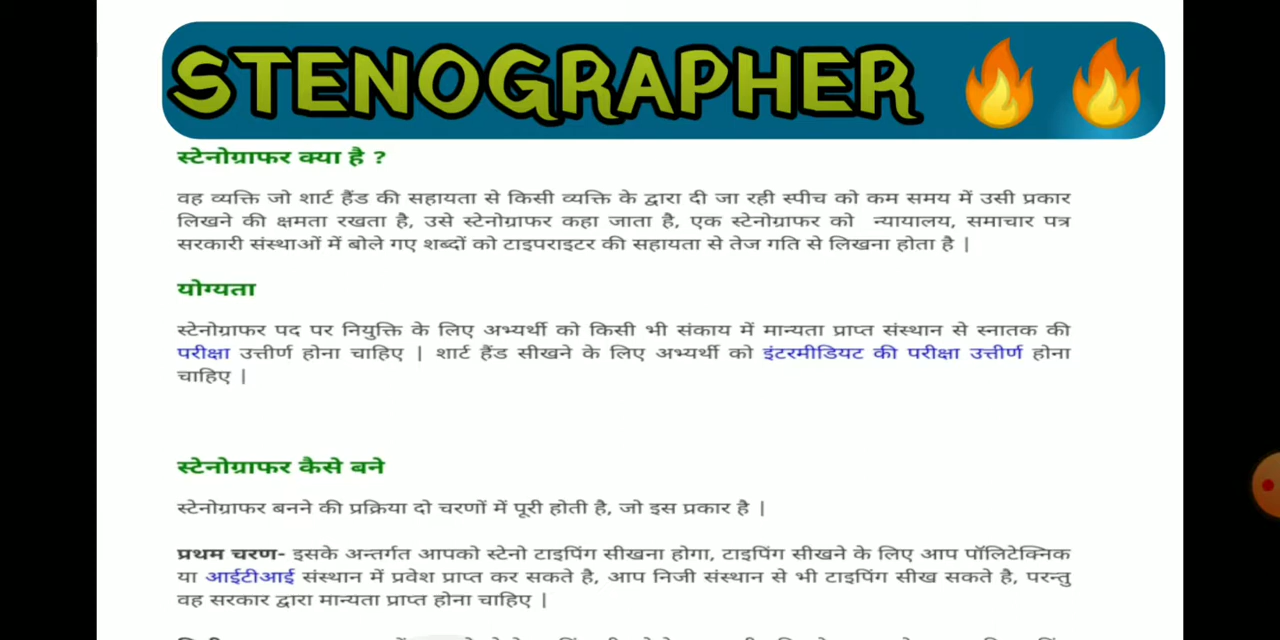 STENOGRAPHER
स्टेनोग्राफर क्या है ?
वह व्यक्ति जो शार्ट हैंड की सहायता से किसी व्यक्ति के द्वारा दी जा रही स्पीच को कम समय में उसी प्रकार
लिखने की क्षमता रखता है, उसे स्टेनोग्राफर कहा जाता है, एक स्टेनोग्राफर को न्यायालय, समाचार पत्र
सरकारी संस्थाओं में बोले गए शब्दों को टाइपराइटर की सहायता से तेज गति से लिखना होता है |
योग्यता
स्टेनोग्राफर पद पर नियुक्ति के लिए अभ्यर्थी को किसी भी संकाय में मान्यता प्राप्त संस्थान से स्नातक की
परीक्षा उत्तीर्ण होना चाहिए | शार्ट हैंड सीखने के लिए अभ्यर्थी को इंटरमीडियट की परीक्षा उत्तीर्ण होना
चाहिए |
स्टेनोग्राफर कैसे बने
स्टेनोग्राफर बनने की प्रक्रिया दो चरणों में पूरी होती है, जो इस प्रकार है |
प्रथम चरण- इसके अन्तर्गत आपको स्टेनो टाइपिंग सीखना होगा, टाइपिंग सीखने के लिए आप पॉलिटेक्निक
या आईटीआई संस्थान में प्रवेश प्राप्त कर सकते है, आप निजी संस्थान से भी टाइपिंग सीख सकते है, परन्तु
वह सरकार द्वारा मान्यता प्राप्त होना चाहिए |